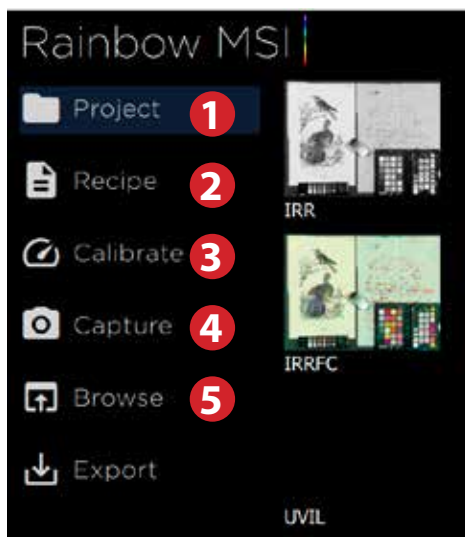 Rainbow MSI
Project 1
Recipe 2
Calibrate 3
Capture 4
Browse 5
Export
IRR
IRRFC
UVIL